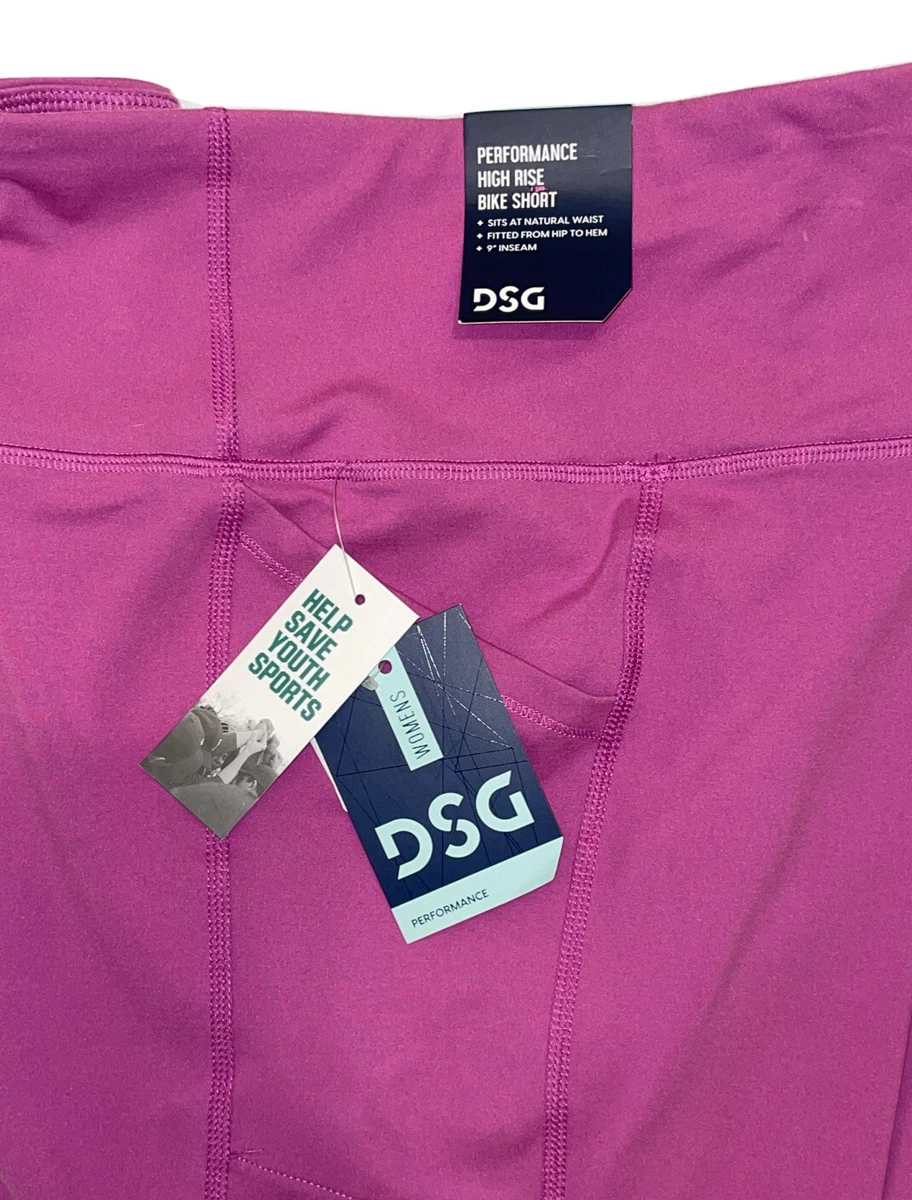 PERFORMANCE
HIGH RISE
BIKE SHORT
+ SITS AT NATURAL WAIST
+ FITTED FROM HIP TO HEM
+ 9" INSEAM
DSG
HELP
SAVE
YOUTH
SPORTS
WOMENS
DSG
PERFORMANCE